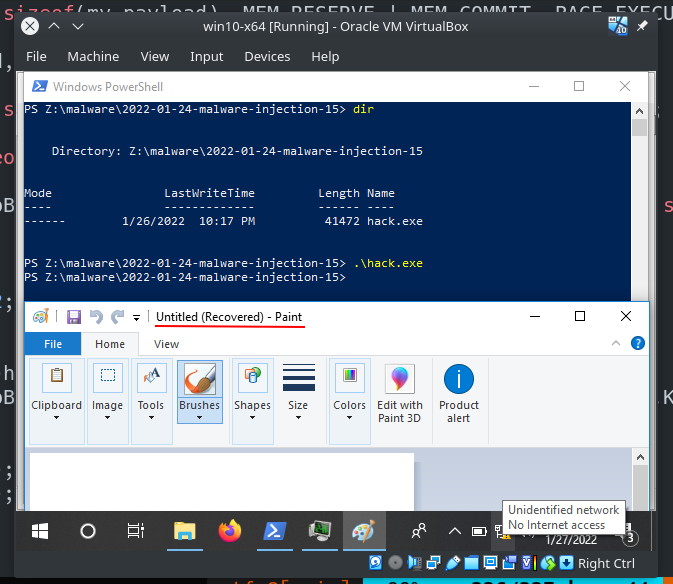 sizeof(my_payload), MEM_RESERVE | MEM_COMMIT, PAGE_EXECU
win10-x64 [Running] - Oracle VM VirtualBox
File Machine View Input Devices Help
Windows PowerShell
PS Z:\malware\2022-01-24-malware-injection-15> dir
Directory: Z:\malware\2022-01-24-malware-injection-15
Mode LastWriteTime Length Name
---- ------------- ------ ----
------ 1/26/2022 10:17 PM 41472 hack.exe
PS Z:\malware\2022-01-24-malware-injection-15> .\hack.exe
PS Z:\malware\2022-01-24-malware-injection-15>
Untitled (Recovered) - Paint
File Home View
Clipboard Image Tools Brushes Shapes Size Colors Edit with Paint 3D Product alert
Unidentified network
No Internet access
1/27/2022
3
Right Ctrl